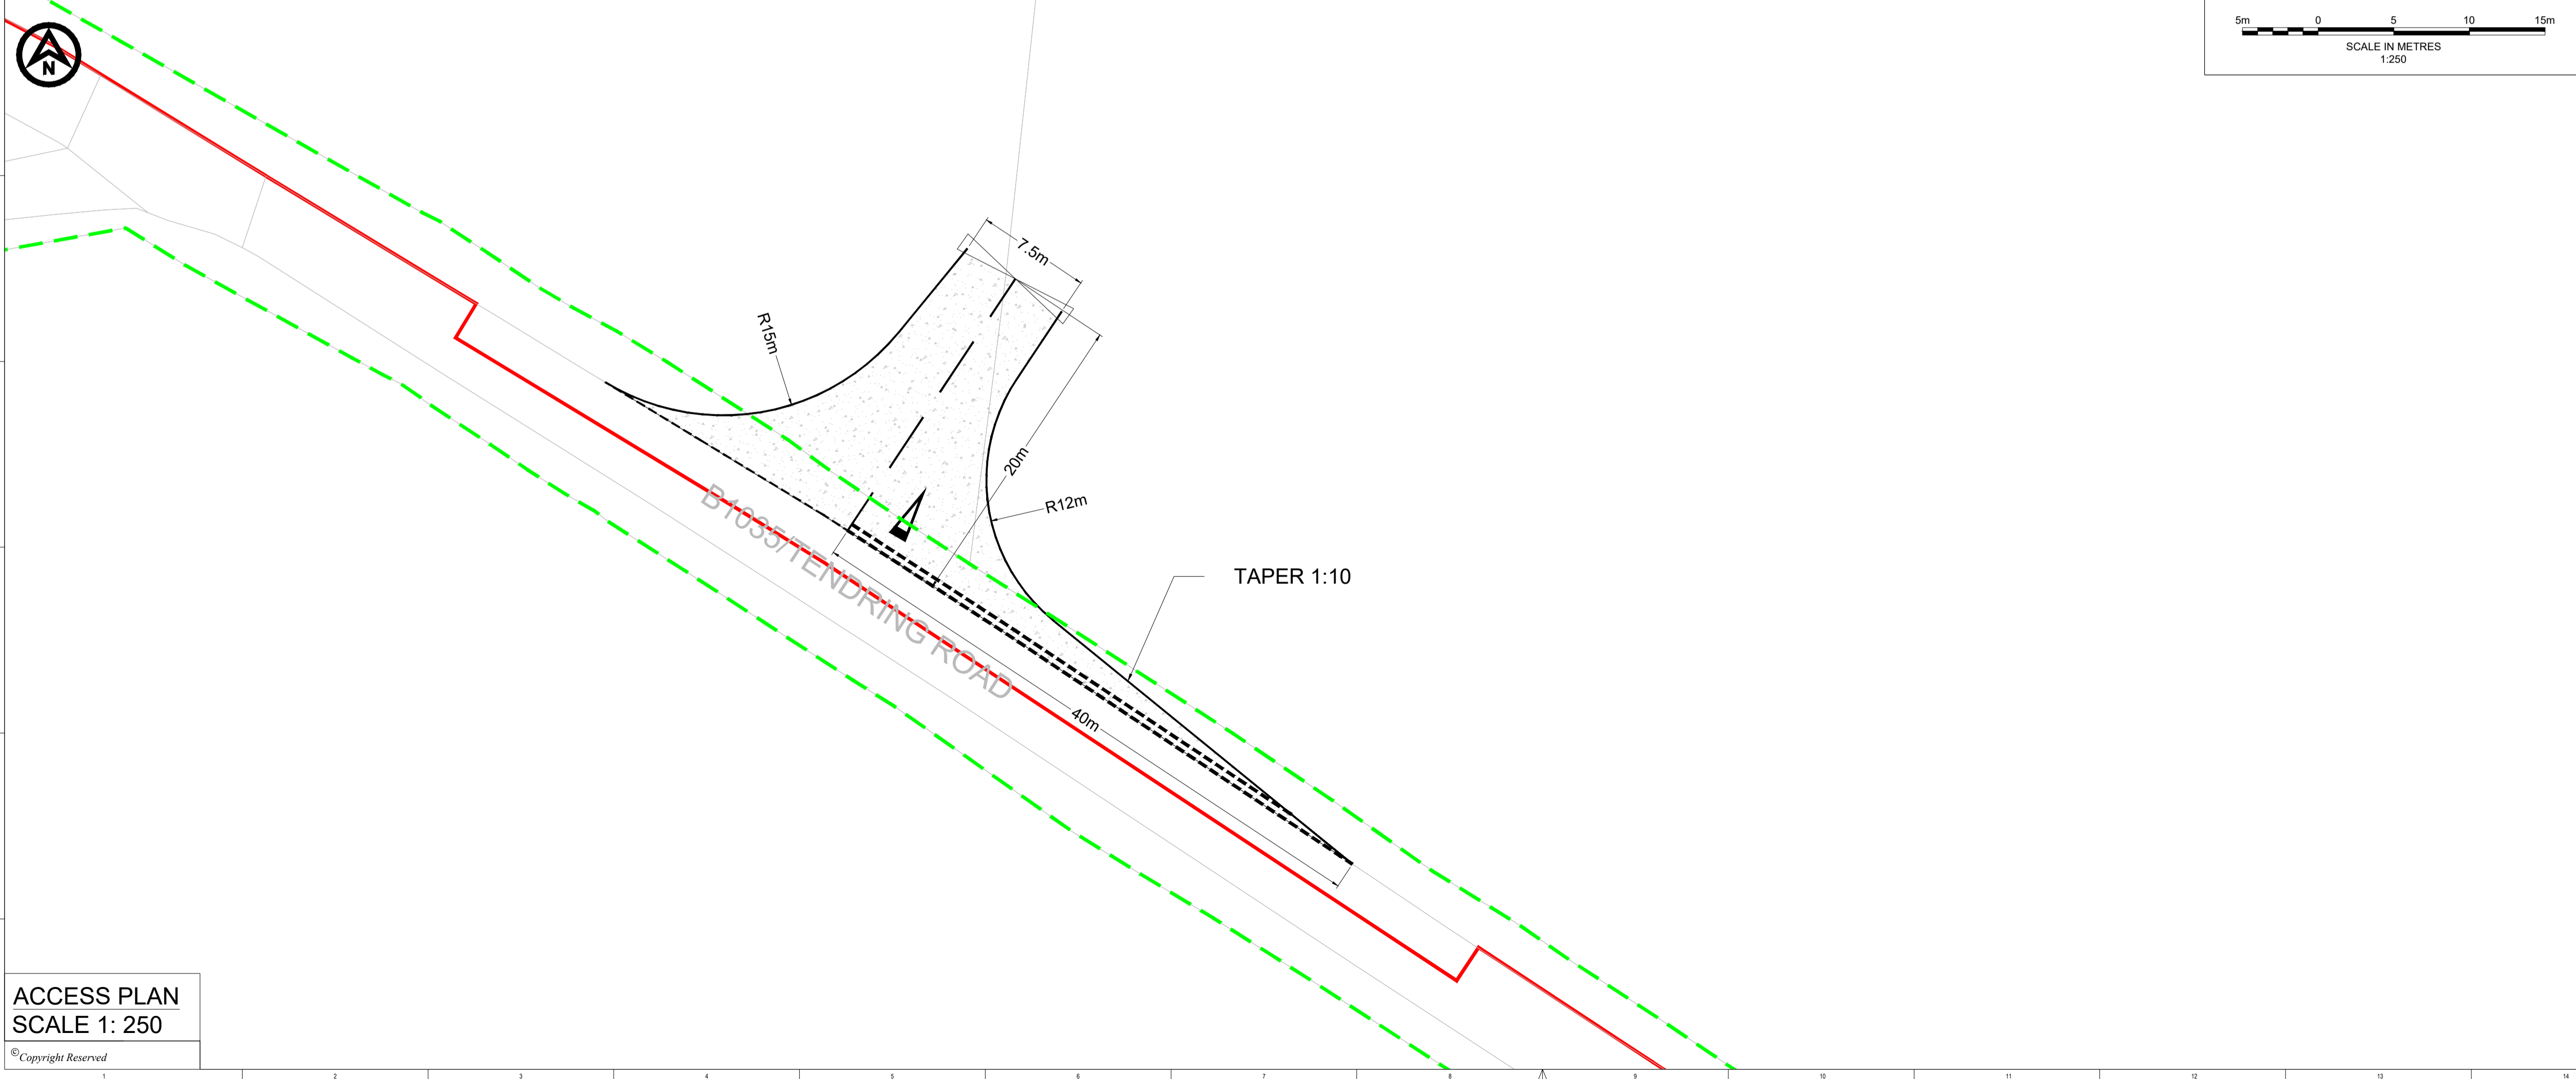 N
5m 0 5 10 15m
SCALE IN METRES
1:250
7.5m
R15m
20m
R12m
B1035/TENDRING ROAD
TAPER 1:10
40m
ACCESS PLAN
SCALE 1: 250
©Copyright Reserved
1 2 3 4 5 6 7 8 9 10 11 12 13 14